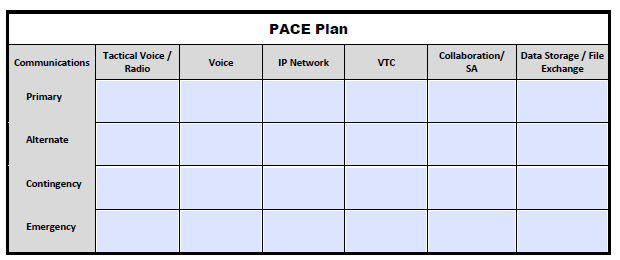 PACE Plan
Communications
Tactical Voice /
Radio
Voice
IP Network
VTC
Collaboration/
SA
Data Storage / File
Exchange
Primary
Alternate
Contingency
Emergency